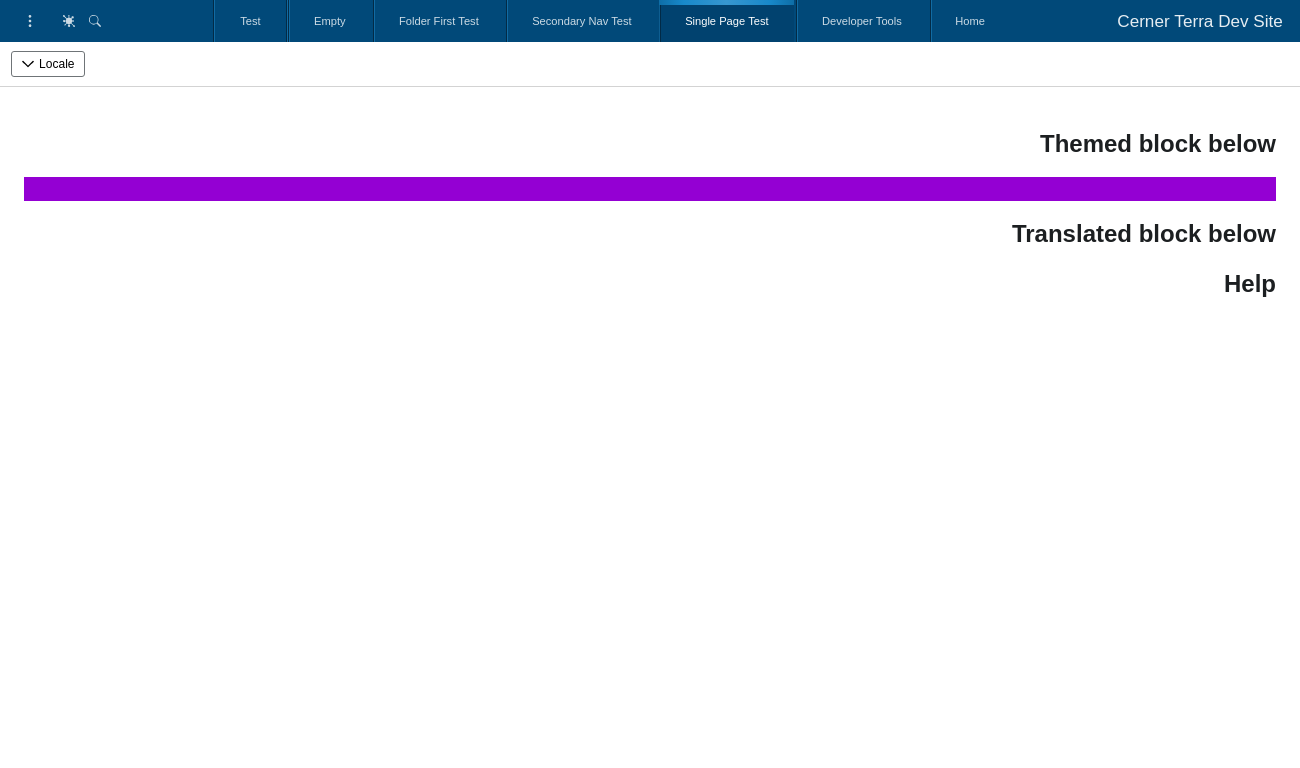 Test
Empty
Folder First Test
Secondary Nav Test
Single Page Test
Developer Tools
Home
Cerner Terra Dev Site
Locale
Themed block below
Translated block below
Help